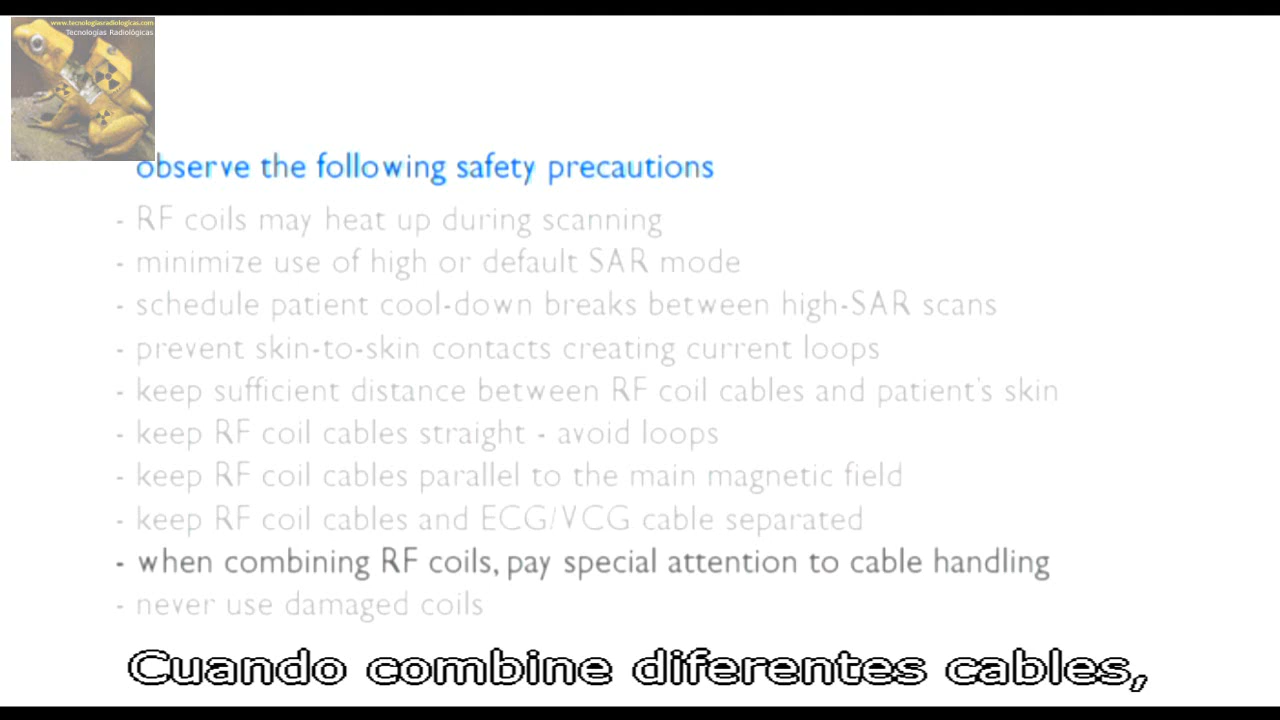 www.tecnologiasradiologicas.com
Tecnologías Radiológicas
observe the following safety precautions
- RF coils may heat up during scanning
- minimize use of high or default SAR mode
- schedule patient cool-down breaks between high-SAR scans
- prevent skin-to-skin contacts creating current loops
- keep sufficient distance between RF coil cables and patient's skin
- keep RF coil cables straight - avoid loops
- keep RF coil cables parallel to the main magnetic field
- keep RF coil cables and ECG/VCG cable separated
- when combining RF coils, pay special attention to cable handling
- never use damaged coils
Cuando combine diferentes cables,